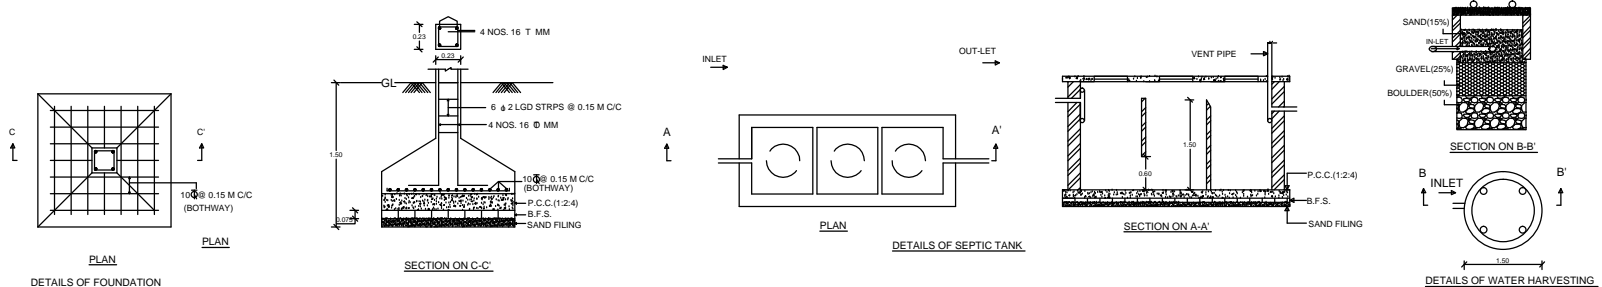 C
C'
10Φ@ 0.15 M C/C
(BOTHWAY)
PLAN
PLAN
DETAILS OF FOUNDATION
0.23
4 NOS. 16 T MM
0.23
GL
6 ϕ 2 LGD STRPS @ 0.15 M C/C
4 NOS. 16 Φ MM
1.50
10Φ@ 0.15 M C/C
(BOTHWAY)
P.C.C.(1:2:4)
B.F.S.
SAND FILING
0.075
SECTION ON C-C'
INLET
OUT-LET
A
A'
PLAN
DETAILS OF SEPTIC TANK
VENT PIPE
1.50
0.60
P.C.C.(1:2:4)
B.F.S.
SAND FILING
SECTION ON A-A'
SAND(15%)
IN-LET
GRAVEL(25%)
BOULDER(50%)
SECTION ON B-B'
B
INLET
B'
1.50
DETAILS OF WATER HARVESTING